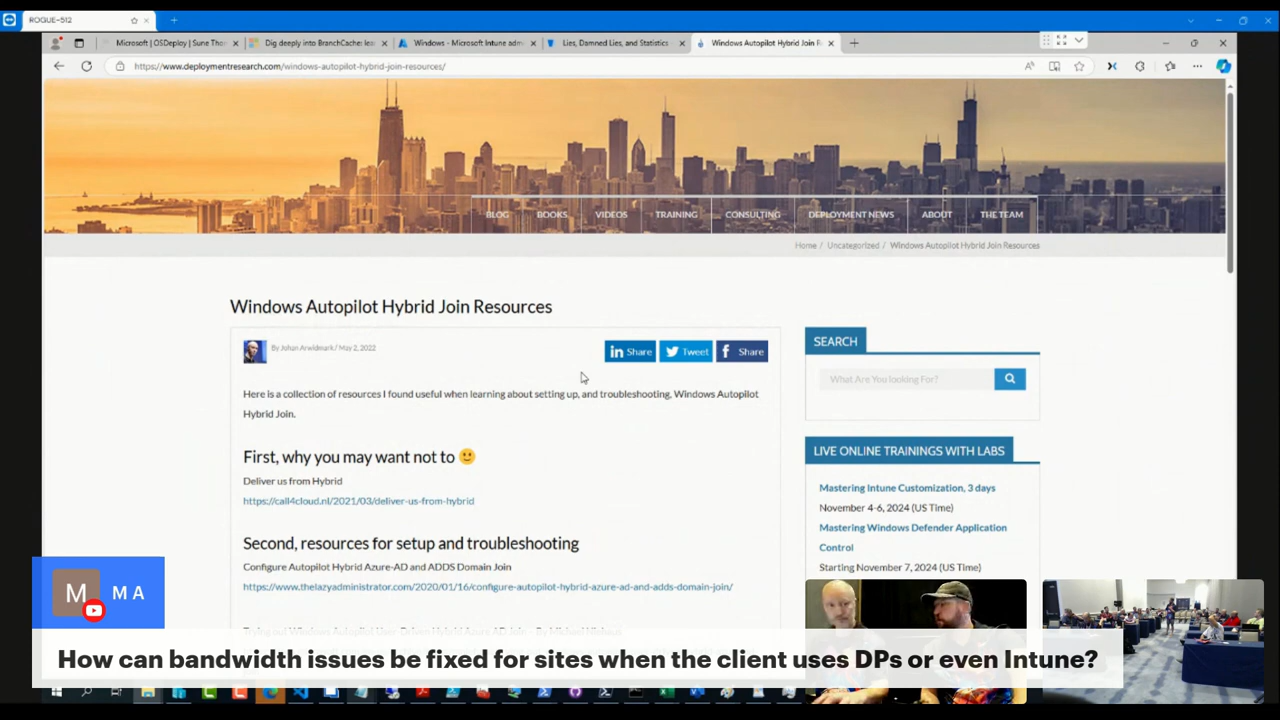 ROGUE-512
Microsoft | OSDeploy | Sune Tho
Dig deeply into BranchCache: lea
Windows - Microsoft Intune adm
Lies, Damned Lies, and Statistics
Windows Autopilot Hybrid Join R
https://www.deploymentresearch.com/windows-autopilot-hybrid-join-resources/
BLOG BOOKS VIDEOS TRAINING CONSULTING DEPLOYMENT NEWS ABOUT THE TEAM
Home / Uncategorized / Windows Autopilot Hybrid Join Resources
Windows Autopilot Hybrid Join Resources
By Johan Arwidmark / May 2, 2022
Share Tweet Share
Here is a collection of resources I found useful when learning about setting up, and troubleshooting, Windows Autopilot
Hybrid Join.
First, why you may want not to 🙂
Deliver us from Hybrid
https://call4cloud.nl/2021/03/deliver-us-from-hybrid
Second, resources for setup and troubleshooting
Configure Autopilot Hybrid Azure-AD and ADDS Domain Join
https://www.thelazyadministrator.com/2020/01/16/configure-autopilot-hybrid-azure-ad-and-adds-domain-join/
SEARCH
What Are You looking For?
LIVE ONLINE TRAININGS WITH LABS
Mastering Intune Customization, 3 days
November 4-6, 2024 (US Time)
Mastering Windows Defender Application
Control
Starting November 7, 2024 (US Time)
M
M A
How can bandwidth issues be fixed for sites when the client uses DPs or even Intune?